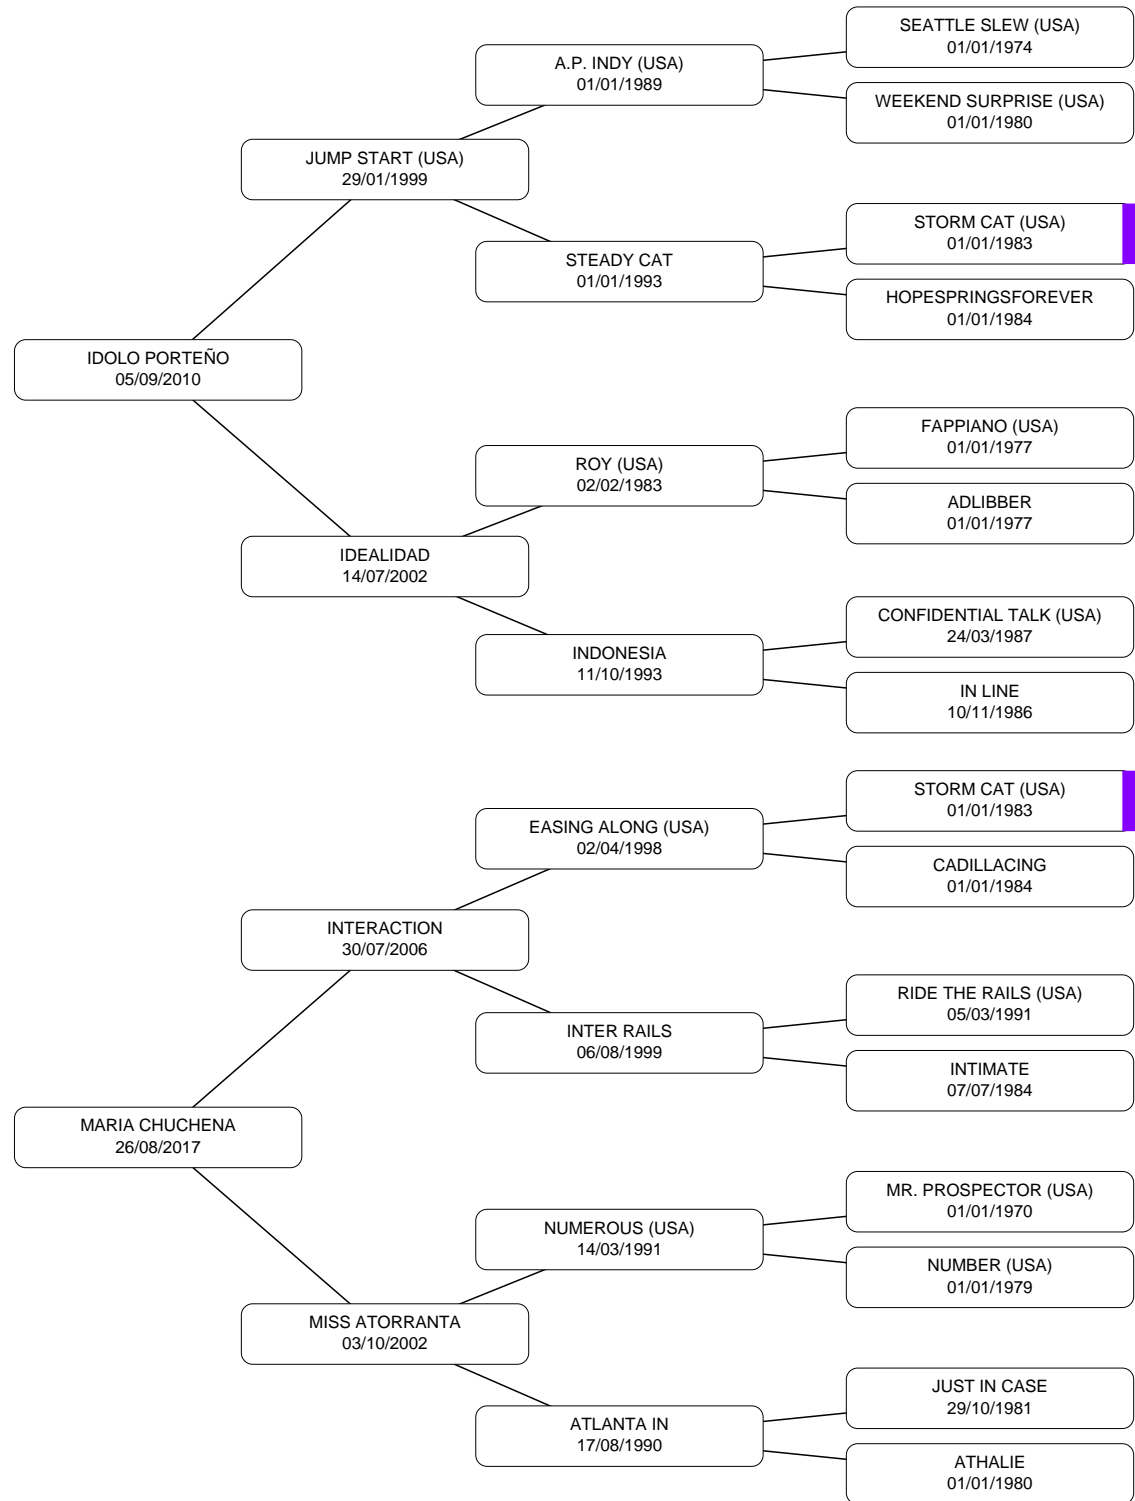 SEATTLE SLEW (USA)
01/01/1974
A.P. INDY (USA)
01/01/1989
WEEKEND SURPRISE (USA)
01/01/1980
JUMP START (USA)
29/01/1999
STORM CAT (USA)
01/01/1983
STEADY CAT
01/01/1993
HOPESPRINGSFOREVER
01/01/1984
IDOLO PORTEÑO
05/09/2010
FAPPIANO (USA)
01/01/1977
ROY (USA)
02/02/1983
ADLIBBER
01/01/1977
IDEALIDAD
14/07/2002
CONFIDENTIAL TALK (USA)
24/03/1987
INDONESIA
11/10/1993
IN LINE
10/11/1986
STORM CAT (USA)
01/01/1983
EASING ALONG (USA)
02/04/1998
CADILLACING
01/01/1984
INTERACTION
30/07/2006
RIDE THE RAILS (USA)
05/03/1991
INTER RAILS
06/08/1999
INTIMATE
07/07/1984
MARIA CHUCHENA
26/08/2017
MR. PROSPECTOR (USA)
01/01/1970
NUMEROUS (USA)
14/03/1991
NUMBER (USA)
01/01/1979
MISS ATORRANTA
03/10/2002
JUST IN CASE
29/10/1981
ATLANTA IN
17/08/1990
ATHALIE
01/01/1980